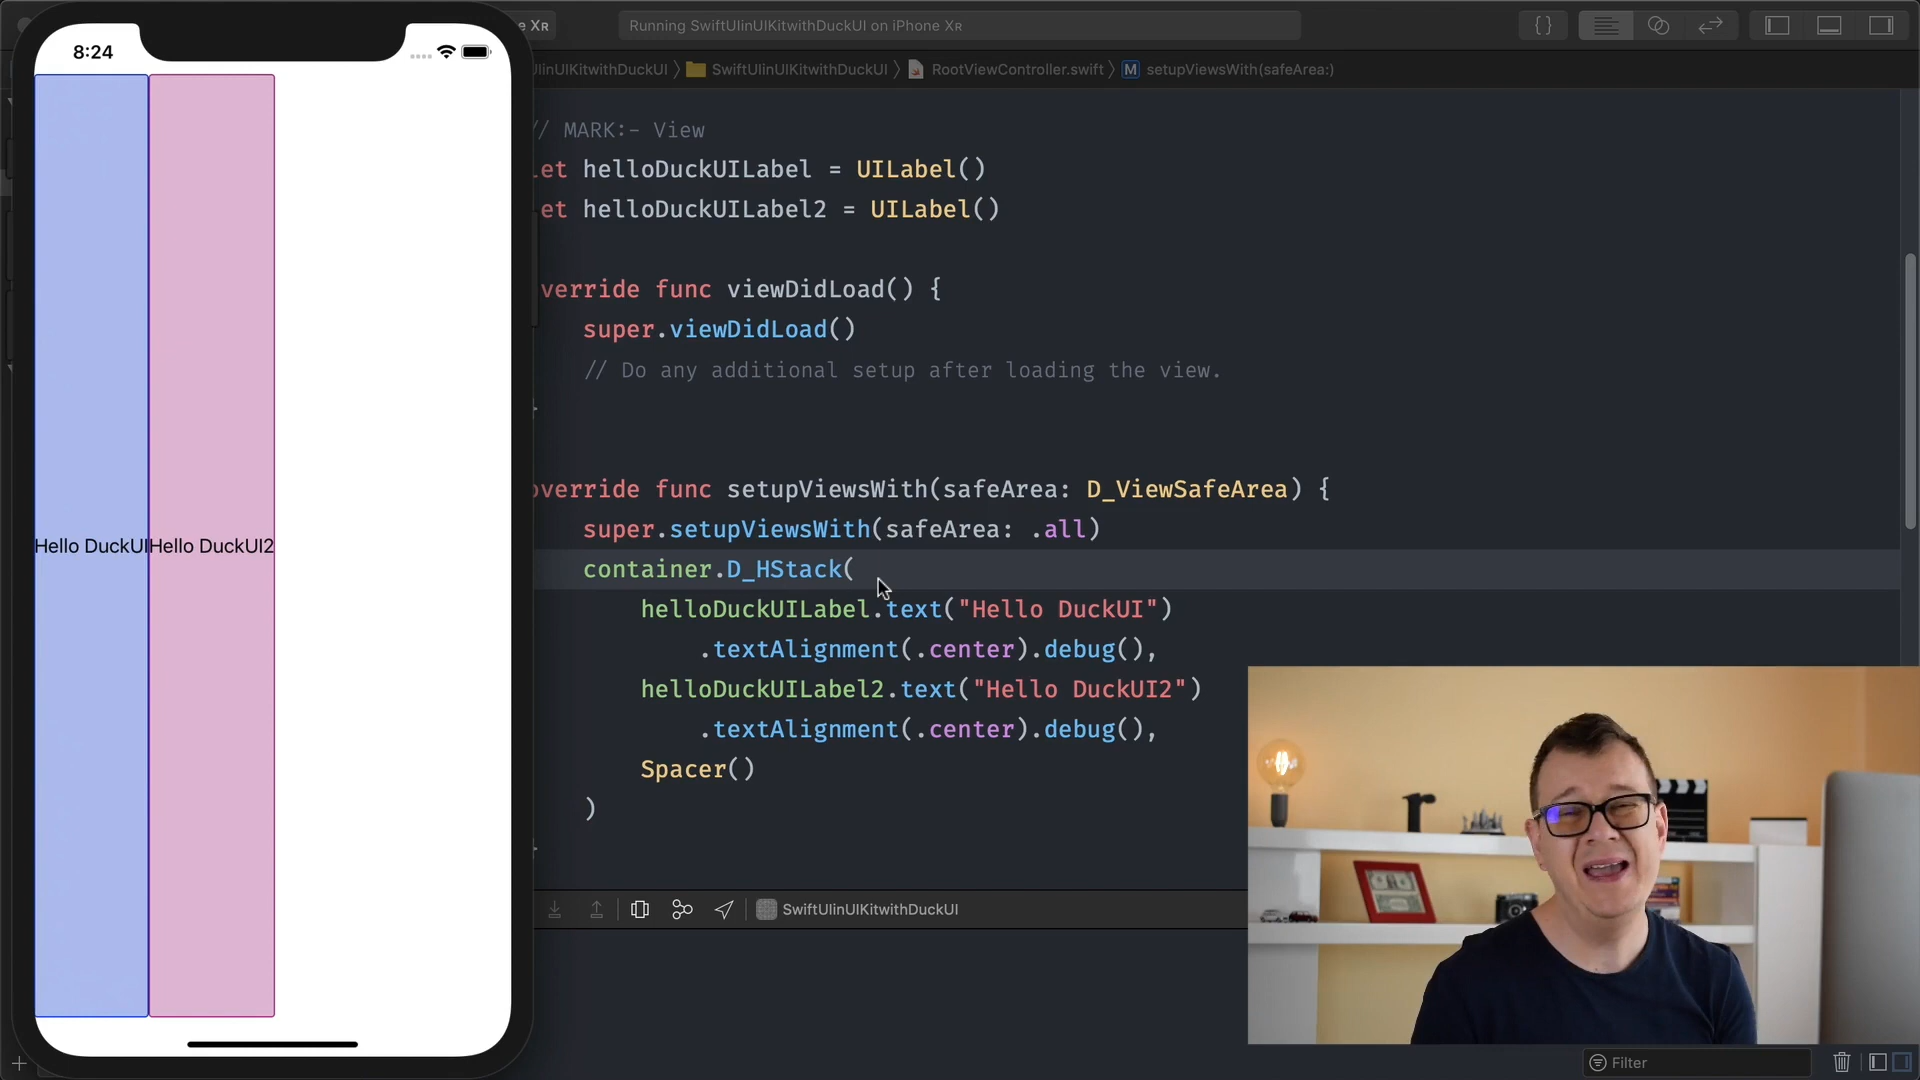 8:24
e XR
Running SwiftUIinUIKitwithDuckUI on iPhone XR
UIinUIKitwithDuckUI 〉 SwiftUIinUIKitwithDuckUI 〉 RootViewController.swift 〉 M setupViewsWith(safeArea:)
// MARK:- View
let helloDuckUILabel = UILabel()
let helloDuckUILabel2 = UILabel()
verride func viewDidLoad() {
super.viewDidLoad()
// Do any additional setup after loading the view.
}
override func setupViewsWith(safeArea: D_ViewSafeArea) {
super.setupViewsWith(safeArea: .all)
container.D_HStack(
helloDuckUILabel.text("Hello DuckUI")
.textAlignment(.center).debug(),
helloDuckUILabel2.text("Hello DuckUI2")
.textAlignment(.center).debug(),
Spacer()
)
}
Hello DuckUI
Hello DuckUI2
SwiftUIinUIKitwithDuckUI
Filter